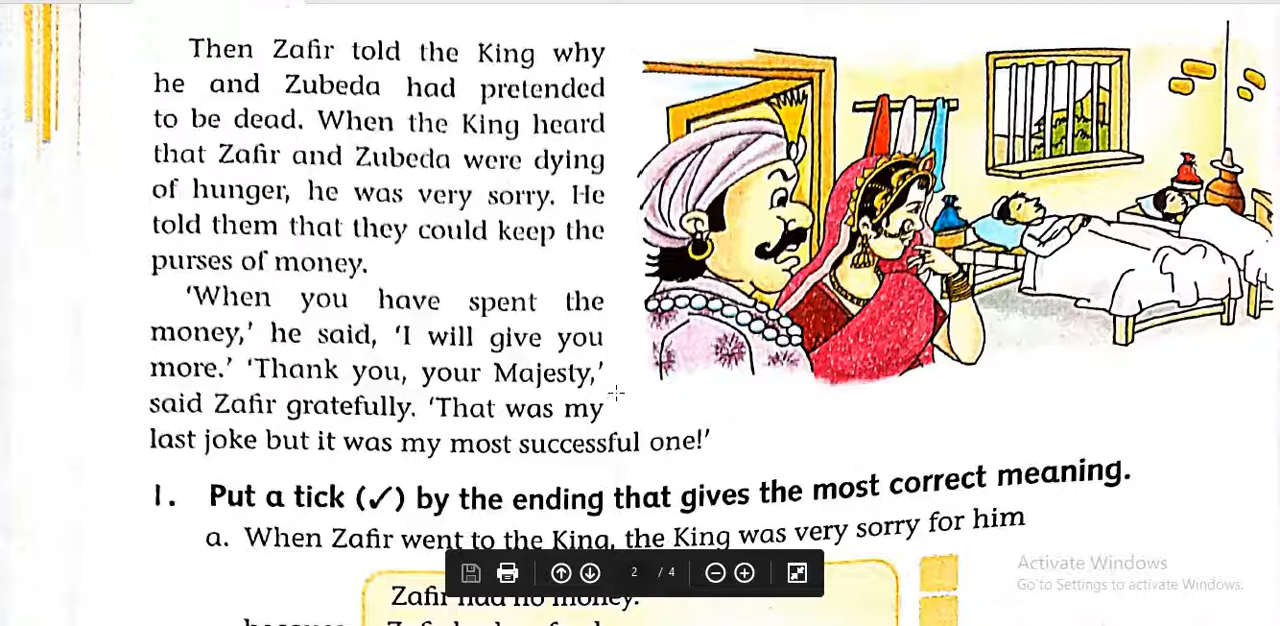 Then Zafir told the King why
he and Zubeda had pretended
to be dead. When the King heard
that Zafir and Zubeda were dying
of hunger, he was very sorry. He
told them that they could keep the
purses of money.
‘When you have spent the
money,’ he said, ‘I will give you
more.’ ‘Thank you, your Majesty,’
said Zafir gratefully. ‘That was my
last joke but it was my most successful one!’
1. Put a tick (✓) by the ending that gives the most correct meaning.
a. When Zafir went to the King, the King was very sorry for him
Zafir had no money.
2 / 4
Activate Windows
Go to Settings to activate Windows.